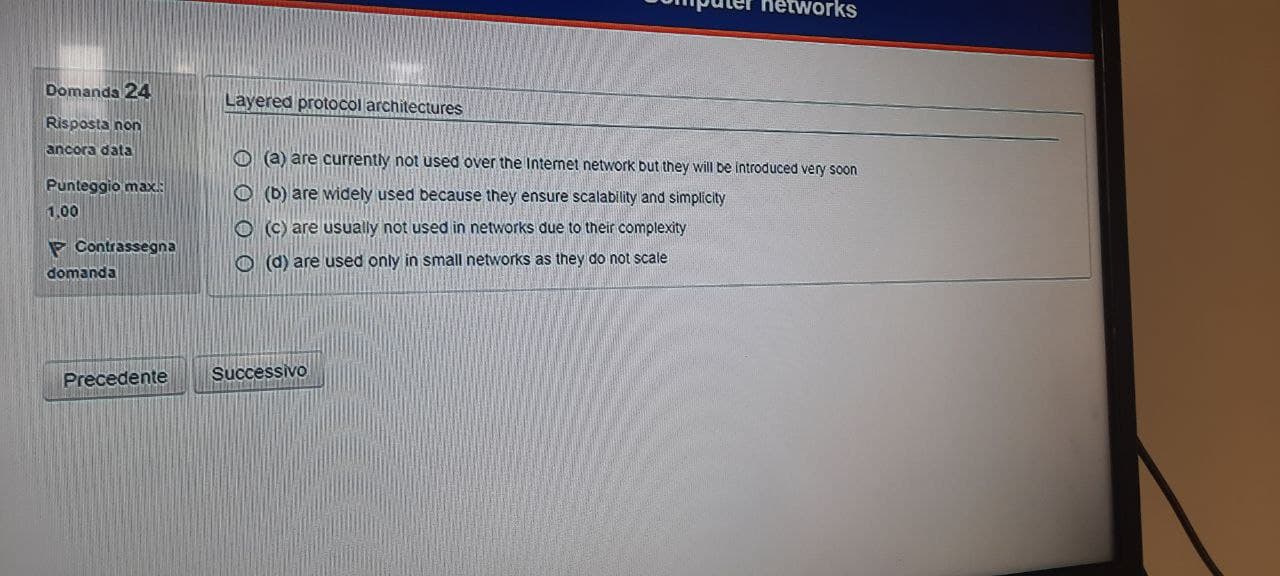 networks
Domanda 24
Risposta non
ancora data
Punteggio max.:
1,00
Contrassegna
domanda
Layered protocol architectures
(a) are currently not used over the Internet network but they will be introduced very soon
(b) are widely used because they ensure scalability and simplicity
(c) are usually not used in networks due to their complexity
(d) are used only in small networks as they do not scale
Precedente
Successivo